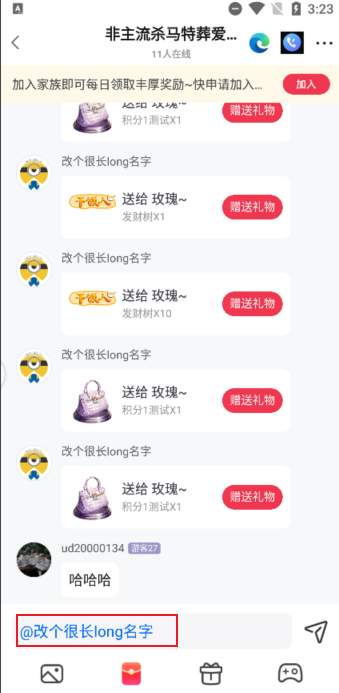 3:23
非主流杀马特葬爱...
11人在线
加入家族即可每日领取丰厚奖励~快申请加入...
加入
送给 玫瑰~
积分1测试X1
赠送礼物
改个很长long名字
干饭人
送给 玫瑰~
发财树X1
赠送礼物
改个很长long名字
干饭人
送给 玫瑰~
发财树X10
赠送礼物
改个很长long名字
送给 玫瑰~
积分1测试X1
赠送礼物
改个很长long名字
送给 玫瑰~
积分1测试X1
赠送礼物
ud20000134 游客27
哈哈哈
@改个很长long名字